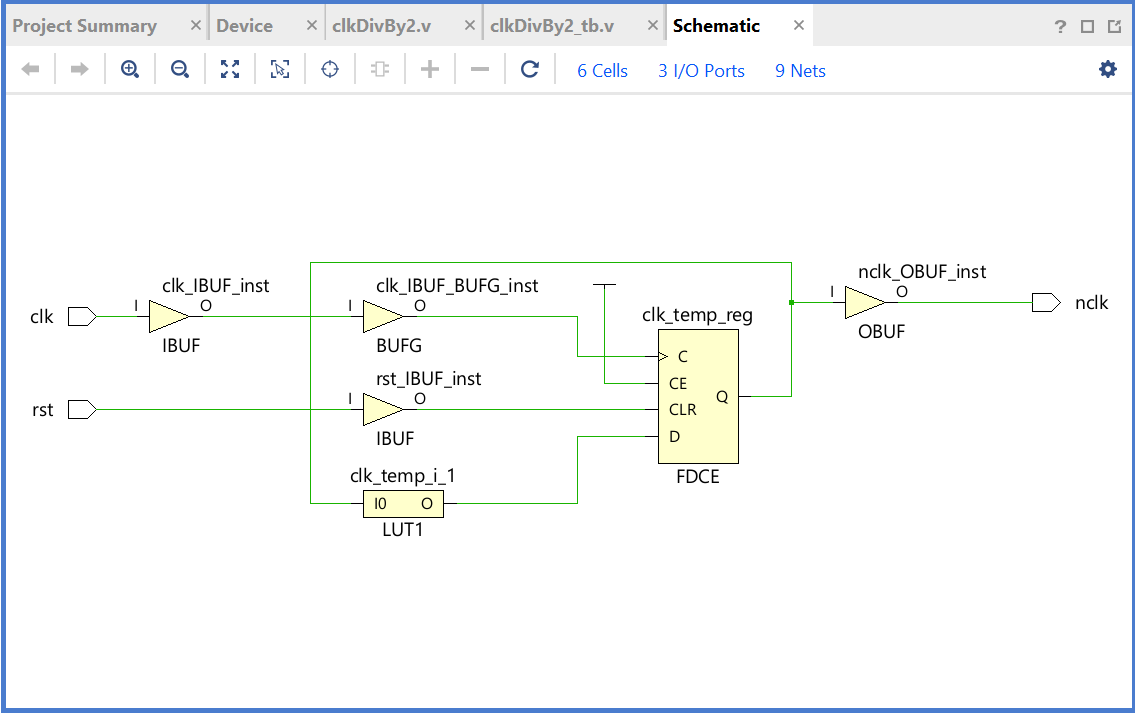 Project Summary × Device × clkDivBy2.v × clkDivBy2_tb.v × Schematic × ?
6 Cells 3 I/O Ports 9 Nets
clk_IBUF_inst
clk_IBUF_BUFG_inst
nclk_OBUF_inst
clk I O I O I O nclk
IBUF BUFG OBUF
clk_temp_reg
C
CE
CLR
D
Q
FDCE
rst_IBUF_inst
rst I O
IBUF
clk_temp_i_1
I0 O
LUT1